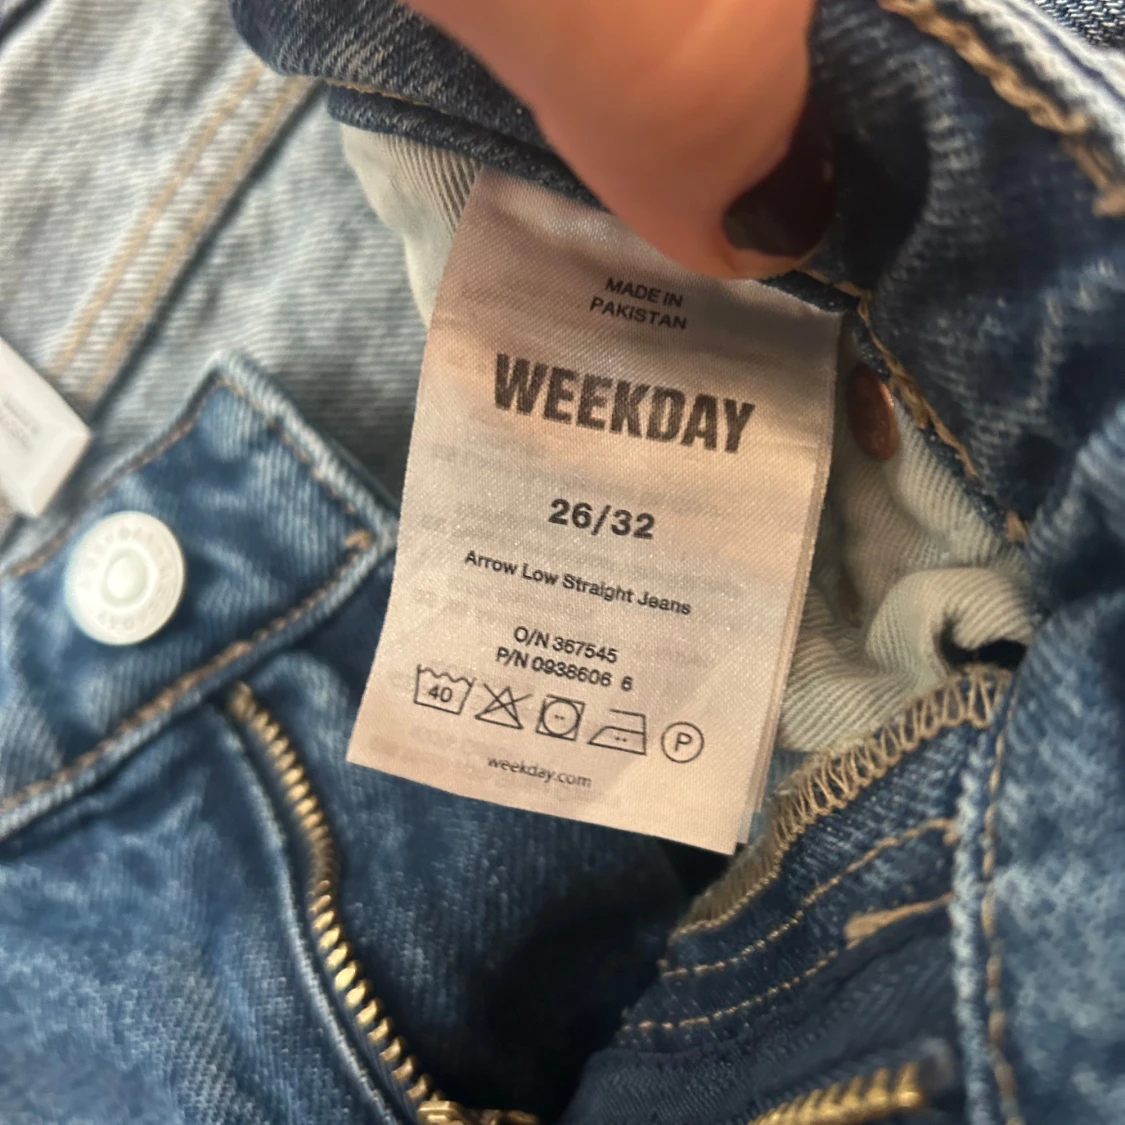 MADE IN
PAKISTAN
WEEKDAY
26/32
Arrow Low Straight Jeans
O/N 367545
P/N 0938606 6
40
P
weekday.com